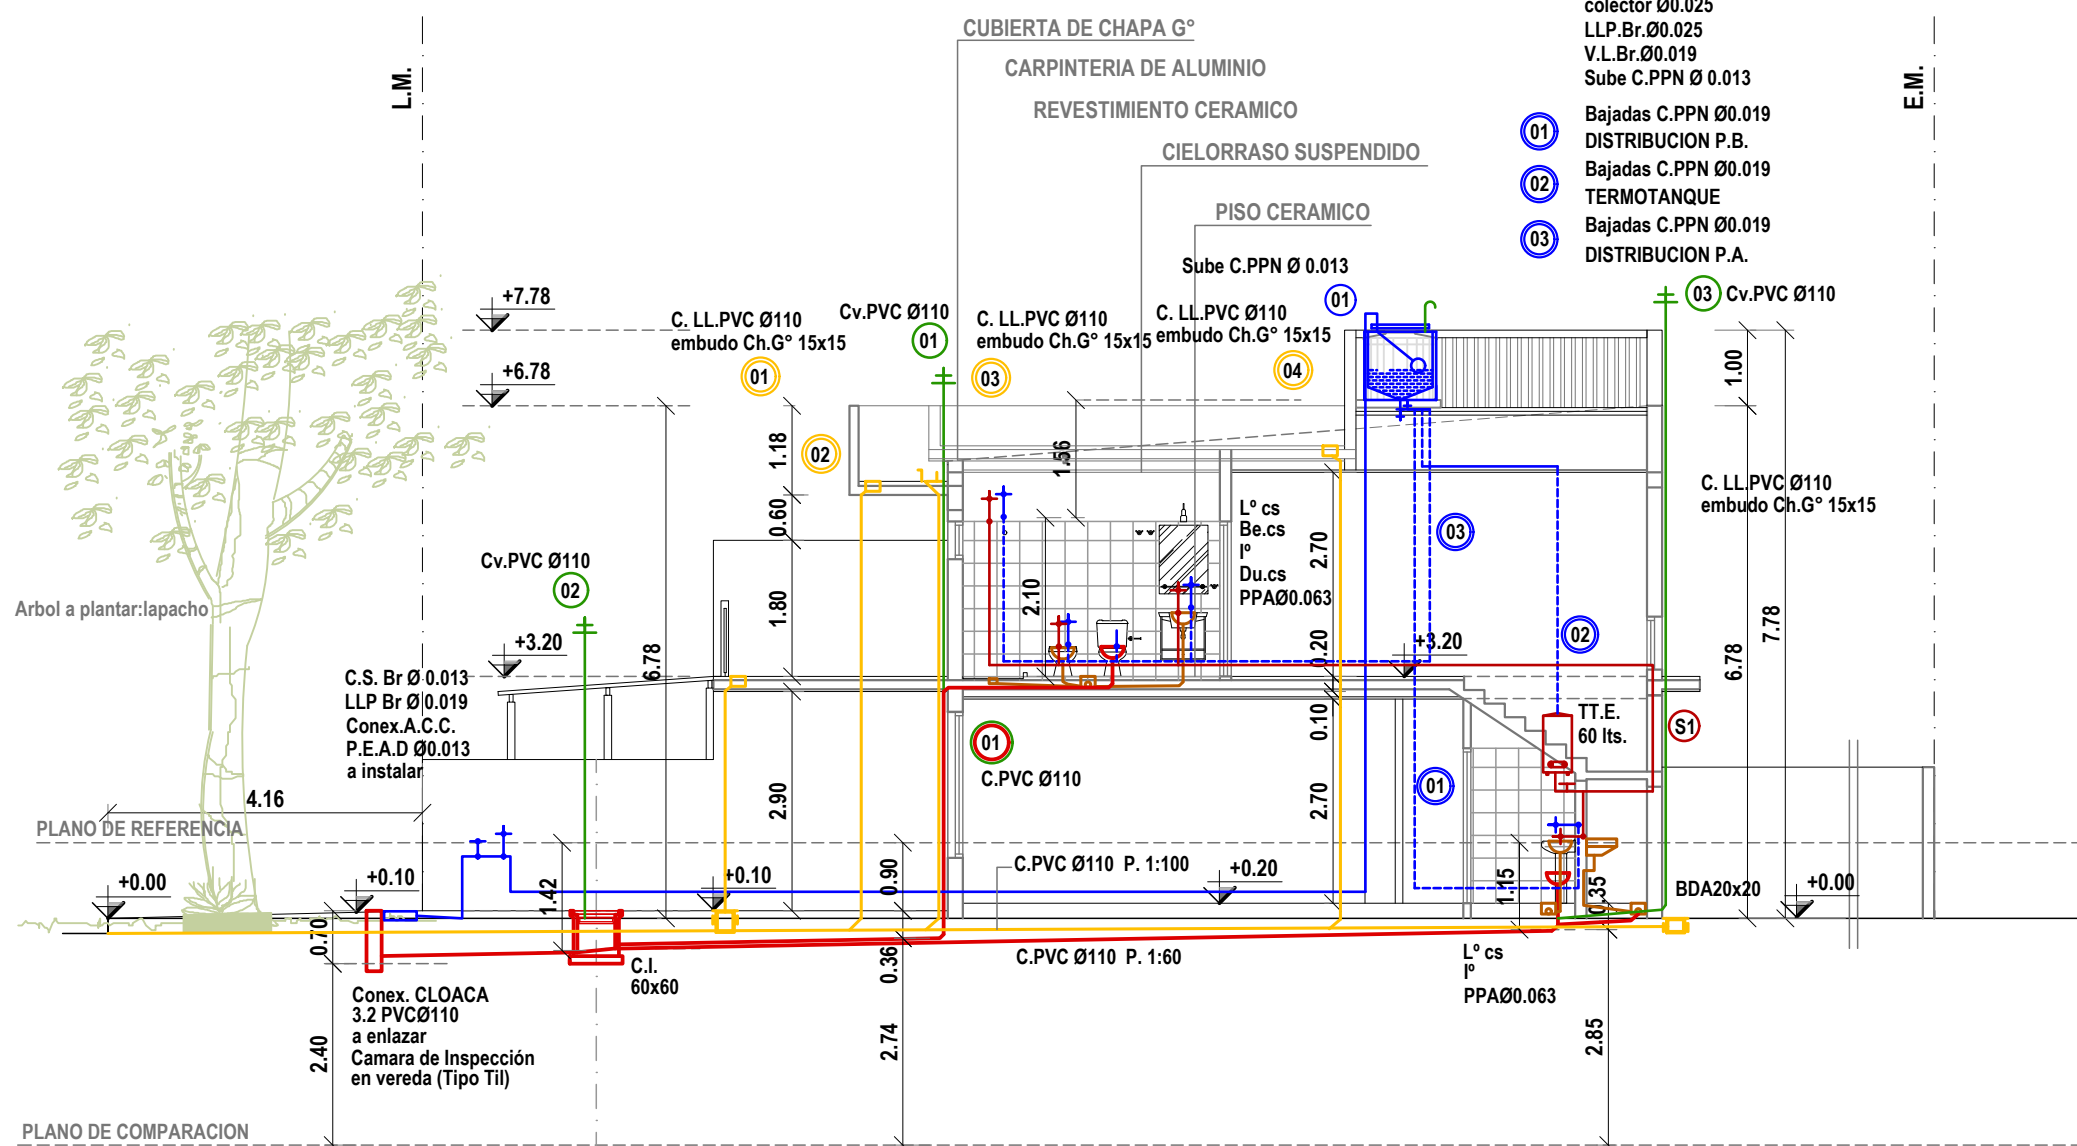 colector Ø0.025
LLP.Br.Ø0.025
V.L.Br.Ø0.019
Sube C.PPN Ø 0.013
L.M.
E.M.
CUBIERTA DE CHAPA G°
CARPINTERIA DE ALUMINIO
REVESTIMIENTO CERAMICO
CIELORRASO SUSPENDIDO
PISO CERAMICO
01
Bajadas C.PPN Ø0.019
DISTRIBUCION P.B.
02
Bajadas C.PPN Ø0.019
TERMOTANQUE
03
Bajadas C.PPN Ø0.019
DISTRIBUCION P.A.
Sube C.PPN Ø 0.013
01
03
Cv.PVC Ø110
+7.78
C. LL.PVC Ø110
embudo Ch.G° 15x15
01
Cv.PVC Ø110
01
C. LL.PVC Ø110
embudo Ch.G° 15x15
03
C. LL.PVC Ø110
embudo Ch.G° 15x15
04
+6.78
1.00
1.18
02
1.56
0.60
C. LL.PVC Ø110
embudo Ch.G° 15x15
Lº cs
Be.cs
Iº
Du.cs
PPAØ0.063
2.70
03
2.10
Cv.PVC Ø110
02
1.80
Arbol a plantar:lapacho
+3.20
6.78
0.20
+3.20
02
6.78
7.78
C.S. Br Ø 0.013
LLP Br Ø 0.019
Conex.A.C.C.
P.E.A.D Ø0.013
a instalar
0.10
TT.E.
60 lts.
S1
01
C.PVC Ø110
4.16
2.90
2.70
01
PLANO DE REFERENCIA
+0.00
+0.10
1.42
+0.10
0.90
C.PVC Ø110 P. 1:100
+0.20
1.15
0.35
BDA20x20
+0.00
0.70
0.36
C.PVC Ø110 P. 1:60
C.I.
60x60
Lº cs
Iº
PPAØ0.063
Conex. CLOACA
3.2 PVCØ110
a enlazar
Camara de Inspección
en vereda (Tipo Til)
2.40
2.74
2.85
PLANO DE COMPARACION